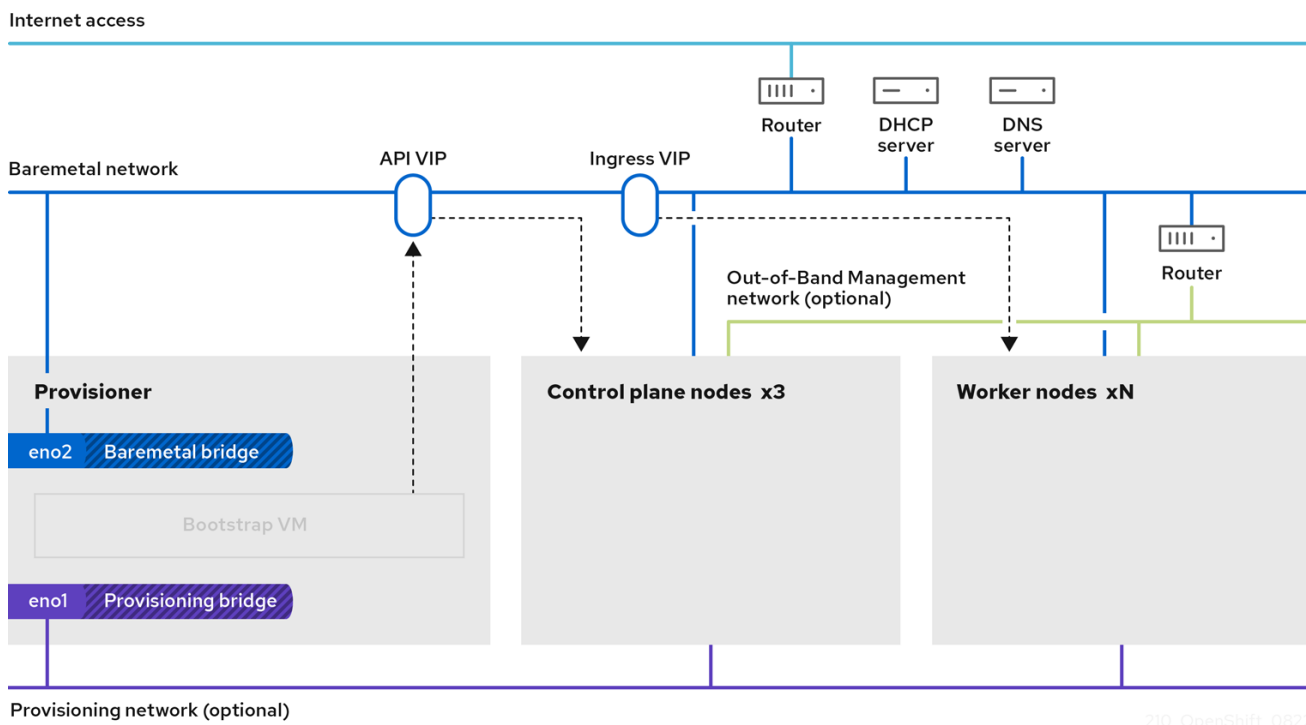 Internet access
Router
DHCP
server
DNS
server
Baremetal network
API VIP
Ingress VIP
Router
Out-of-Band Management
network (optional)
Provisioner
Control plane nodes x3
Worker nodes xN
eno2
Baremetal bridge
Bootstrap VM
eno1
Provisioning bridge
Provisioning network (optional)
210_OpenShift_082